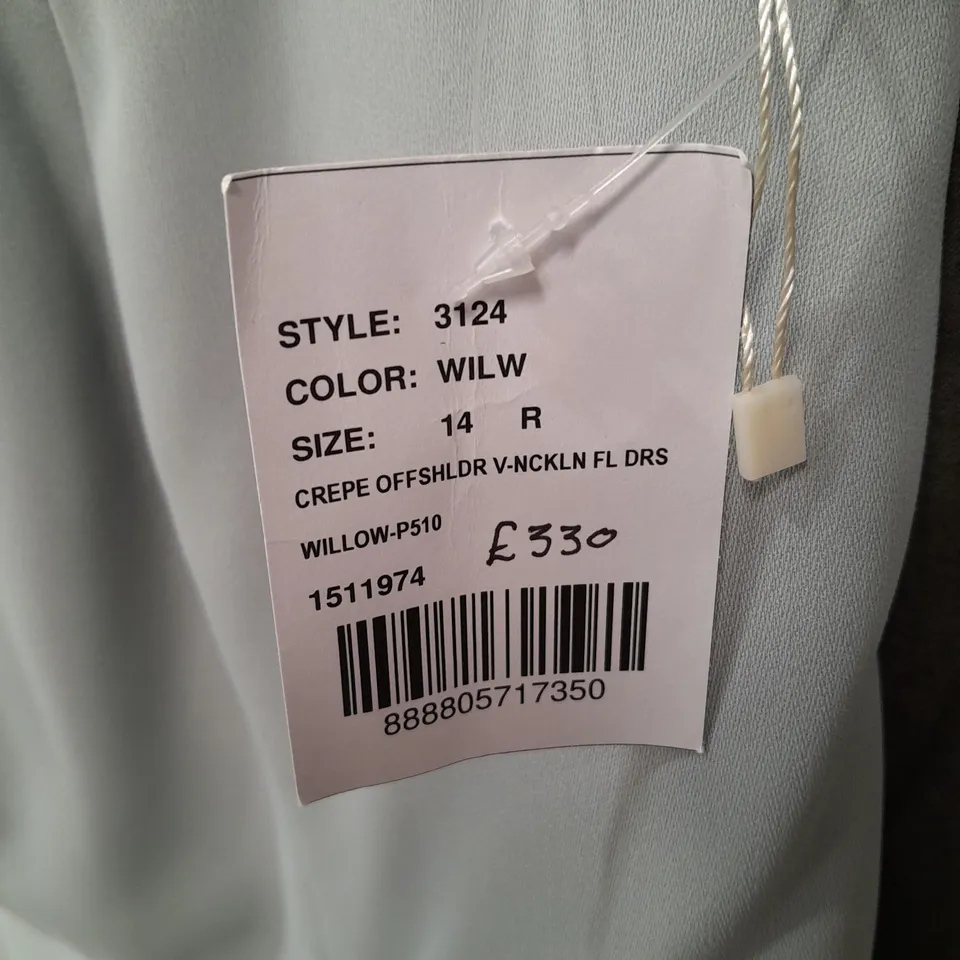 STYLE: 3124
COLOR: WILW
SIZE: 14 R
CREPE OFFSHLDR V-NCKLN FL DRS
WILLOW-P510
£330
1511974
888805717350